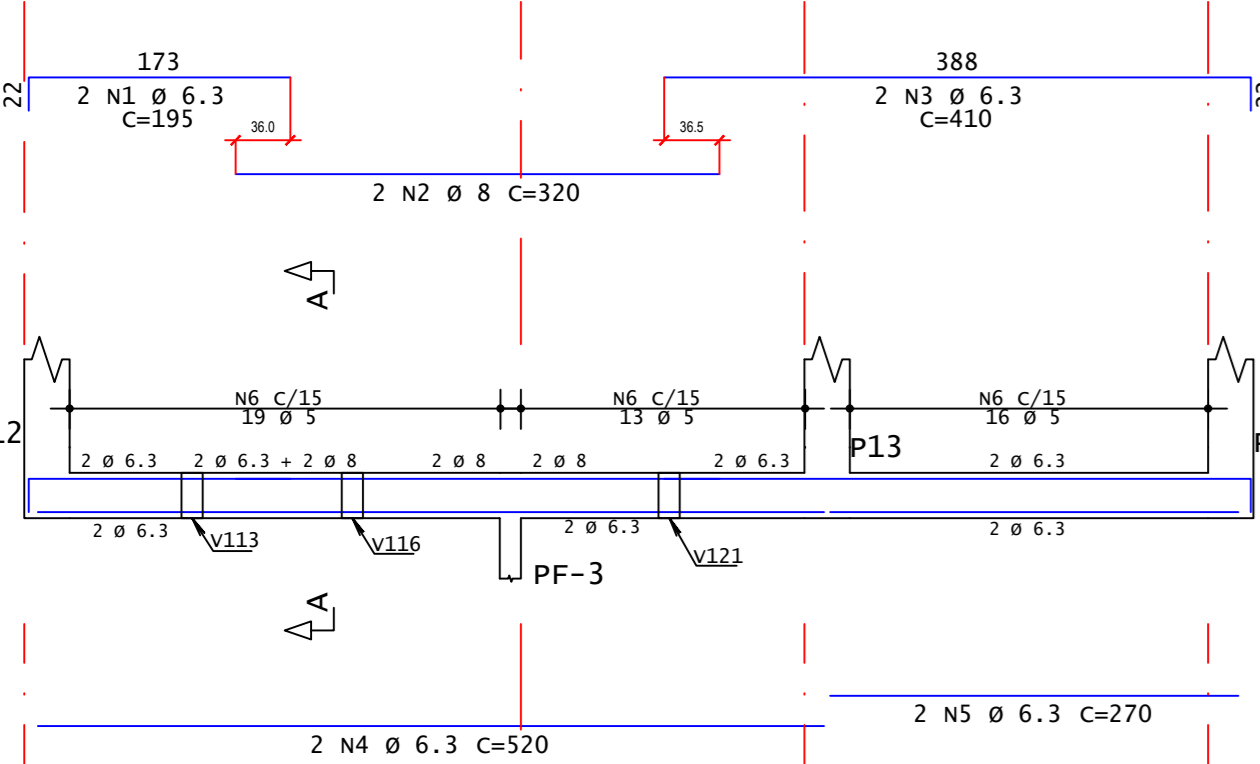 173
22
2 N1 Ø 6.3
C=195
36.0
388
2 N3 Ø 6.3
C=410
36.5
2 N2 Ø 8 C=320
A
N6 C/15
19 Ø 5
N6 C/15
13 Ø 5
N6 C/15
16 Ø 5
P13
2 Ø 6.3
2 Ø 6.3 + 2 Ø 8
2 Ø 8
2 Ø 8
2 Ø 6.3
2 Ø 6.3
2 Ø 6.3
V113
V116
2 Ø 6.3
V121
2 Ø 6.3
PF-3
A
2 N5 Ø 6.3 C=270
2 N4 Ø 6.3 C=520